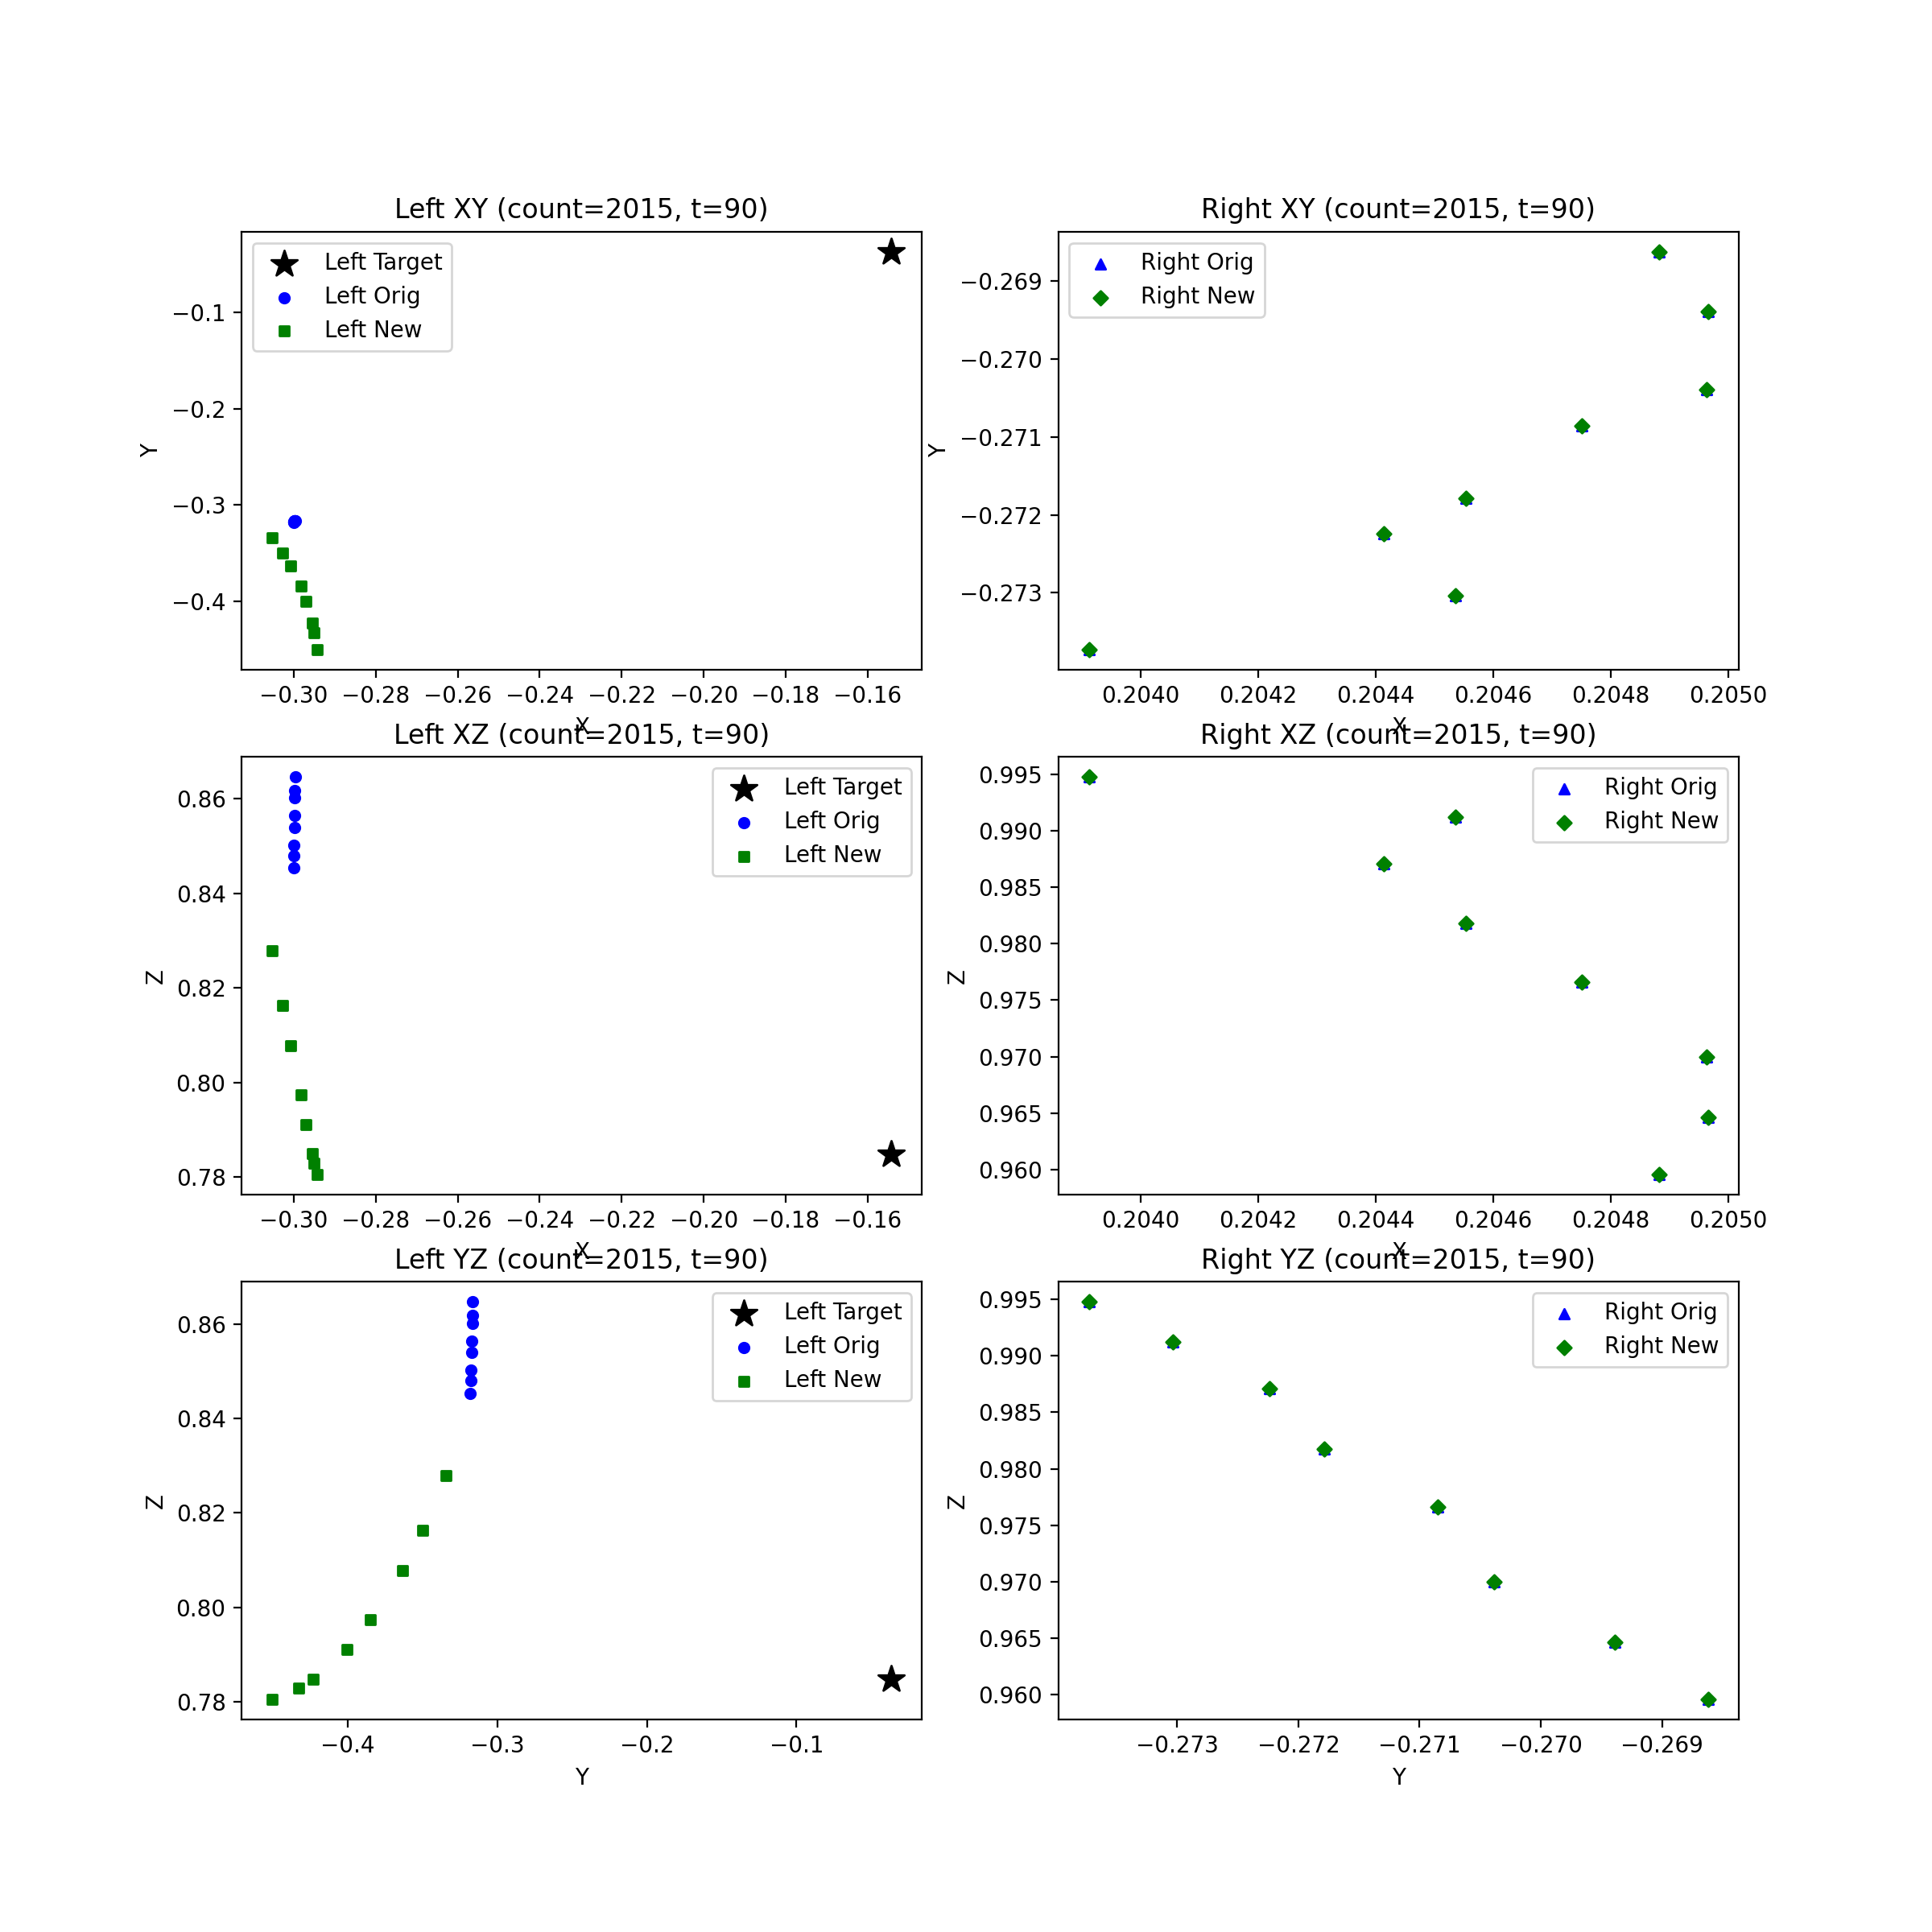 Left XY (count=2015, t=90)
Left Target
Left Orig
Left New
Y
−0.1
−0.2
−0.3
−0.4
−0.30
−0.28
−0.26
−0.24
−0.22
−0.20
−0.18
−0.16
X
Right XY (count=2015, t=90)
Right Orig
Right New
Y
−0.269
−0.270
−0.271
−0.272
−0.273
0.2040
0.2042
0.2044
0.2046
0.2048
0.2050
X
Left XZ (count=2015, t=90)
Left Target
Left Orig
Left New
Z
0.86
0.84
0.82
0.80
0.78
−0.30
−0.28
−0.26
−0.24
−0.22
−0.20
−0.18
−0.16
X
Right XZ (count=2015, t=90)
Right Orig
Right New
Z
0.995
0.990
0.985
0.980
0.975
0.970
0.965
0.960
0.2040
0.2042
0.2044
0.2046
0.2048
0.2050
X
Left YZ (count=2015, t=90)
Left Target
Left Orig
Left New
Z
0.86
0.84
0.82
0.80
0.78
−0.4
−0.3
−0.2
−0.1
Y
Right YZ (count=2015, t=90)
Right Orig
Right New
Z
0.995
0.990
0.985
0.980
0.975
0.970
0.965
0.960
−0.273
−0.272
−0.271
−0.270
−0.269
Y